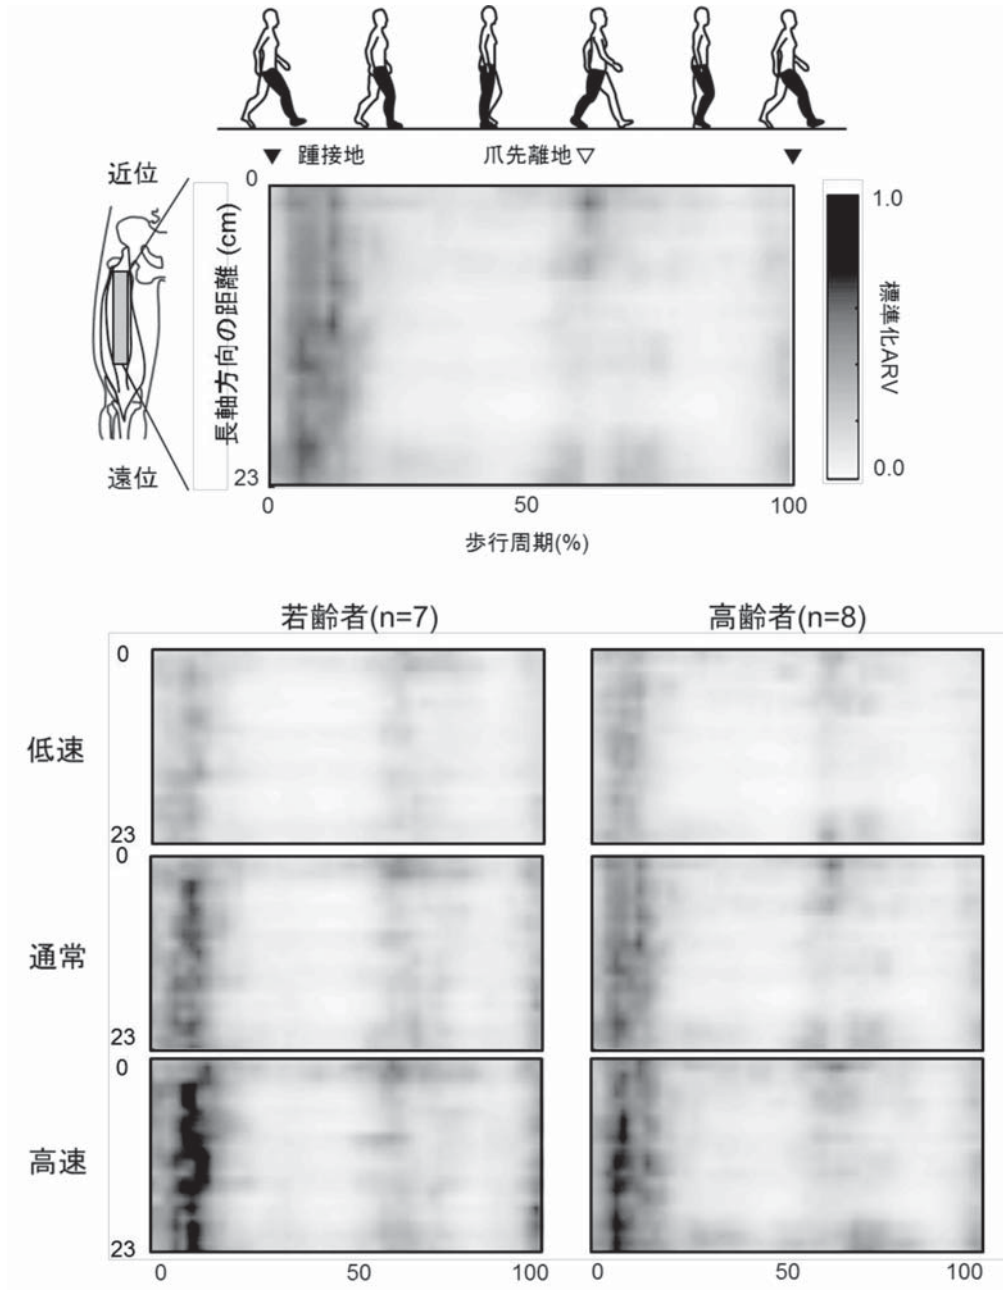 ▼ 踵接地 爪先離地▽ ▼
近位
遠位
長軸方向の距離 (cm)
0
23
0 50 100
歩行周期(%)
1.0
0.0
標準化ARV
若齢者(n=7) 高齢者(n=8)
低速
0
23
通常
0
23
高速
0
23
0 50 100 0 50 100